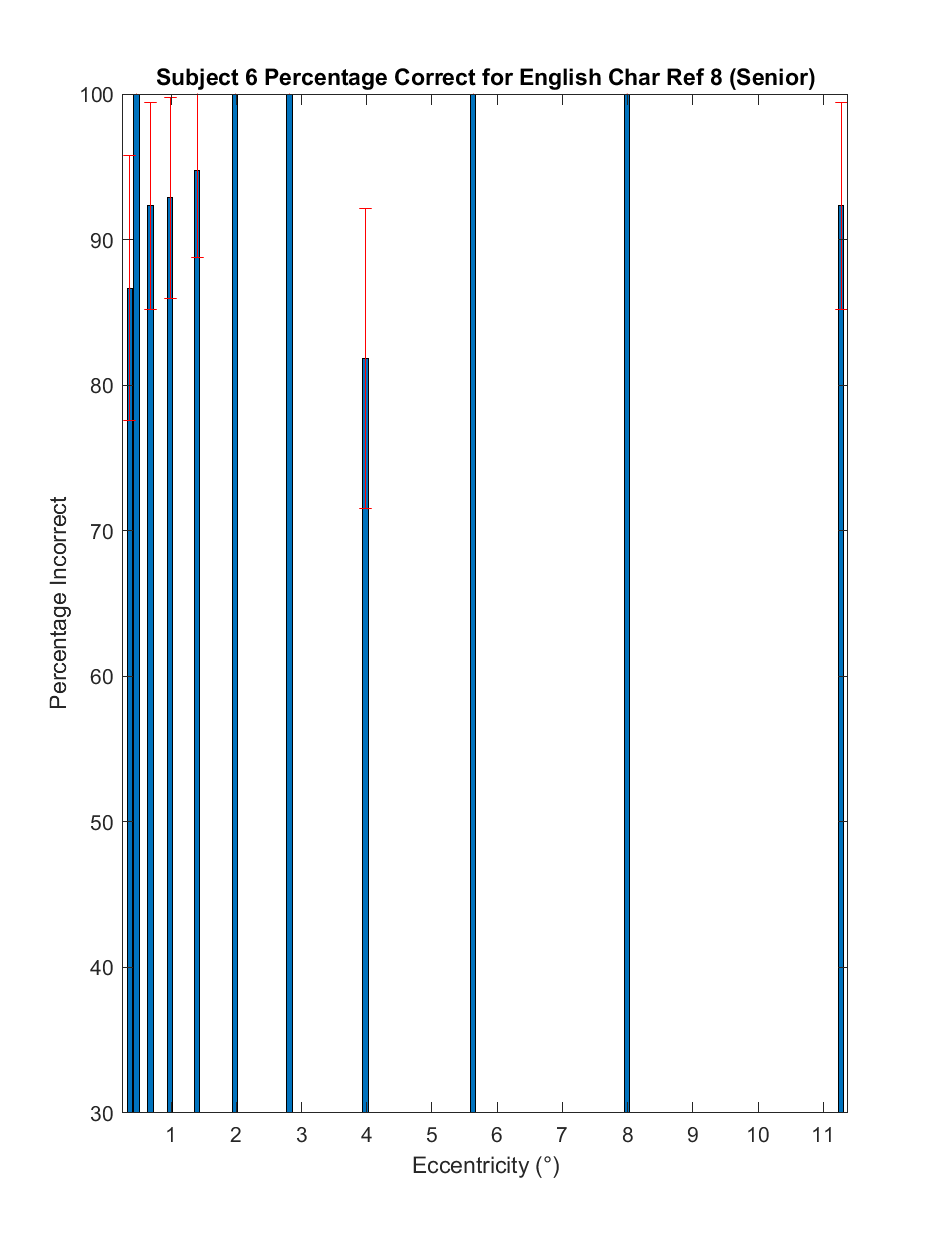 Subject 6 Percentage Correct for English Char Ref 8 (Senior)
100
90
80
70
60
50
40
30
Percentage Incorrect
1 2 3 4 5 6 7 8 9 10 11
Eccentricity (°)